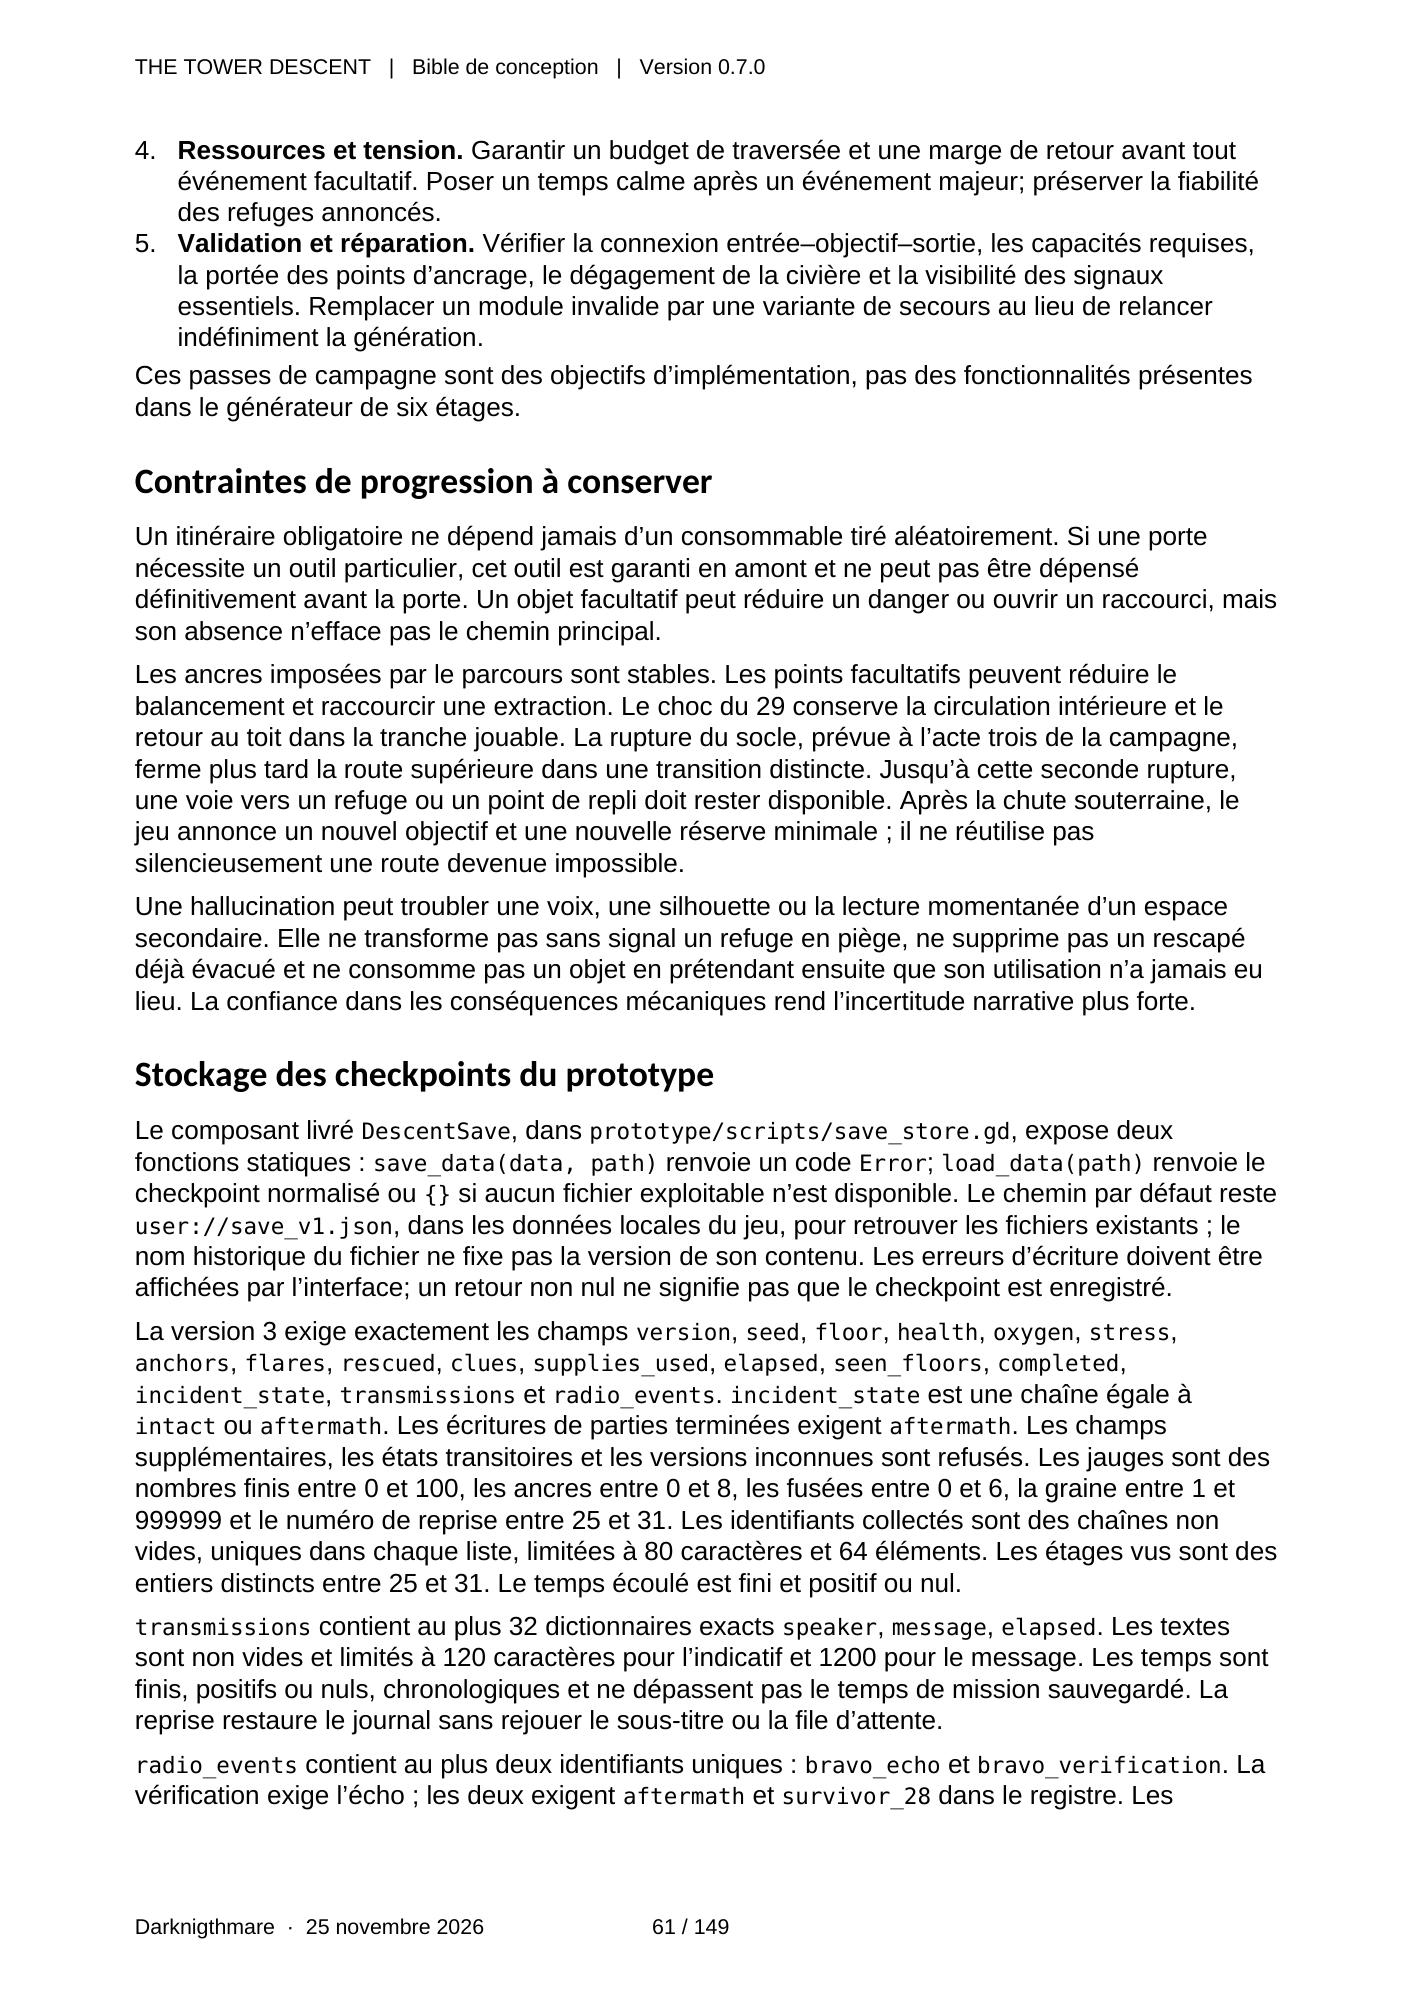 THE TOWER DESCENT | Bible de conception | Version 0.7.0
4. Ressources et tension. Garantir un budget de traversée et une marge de retour avant tout
événement facultatif. Poser un temps calme après un événement majeur; préserver la fiabilité
des refuges annoncés.
5. Validation et réparation. Vérifier la connexion entrée–objectif–sortie, les capacités requises,
la portée des points d’ancrage, le dégagement de la civière et la visibilité des signaux
essentiels. Remplacer un module invalide par une variante de secours au lieu de relancer
indéfiniment la génération.
Ces passes de campagne sont des objectifs d’implémentation, pas des fonctionnalités présentes
dans le générateur de six étages.
Contraintes de progression à conserver
Un itinéraire obligatoire ne dépend jamais d’un consommable tiré aléatoirement. Si une porte
nécessite un outil particulier, cet outil est garanti en amont et ne peut pas être dépensé
définitivement avant la porte. Un objet facultatif peut réduire un danger ou ouvrir un raccourci, mais
son absence n’efface pas le chemin principal.
Les ancres imposées par le parcours sont stables. Les points facultatifs peuvent réduire le
balancement et raccourcir une extraction. Le choc du 29 conserve la circulation intérieure et le
retour au toit dans la tranche jouable. La rupture du socle, prévue à l’acte trois de la campagne,
ferme plus tard la route supérieure dans une transition distincte. Jusqu’à cette seconde rupture,
une voie vers un refuge ou un point de repli doit rester disponible. Après la chute souterraine, le
jeu annonce un nouvel objectif et une nouvelle réserve minimale ; il ne réutilise pas
silencieusement une route devenue impossible.
Une hallucination peut troubler une voix, une silhouette ou la lecture momentanée d’un espace
secondaire. Elle ne transforme pas sans signal un refuge en piège, ne supprime pas un rescapé
déjà évacué et ne consomme pas un objet en prétendant ensuite que son utilisation n’a jamais eu
lieu. La confiance dans les conséquences mécaniques rend l’incertitude narrative plus forte.
Stockage des checkpoints du prototype
Le composant livré DescentSave, dans prototype/scripts/save_store.gd, expose deux
fonctions statiques : save_data(data, path) renvoie un code Error; load_data(path) renvoie le
checkpoint normalisé ou {} si aucun fichier exploitable n’est disponible. Le chemin par défaut reste
user://save_v1.json, dans les données locales du jeu, pour retrouver les fichiers existants ; le
nom historique du fichier ne fixe pas la version de son contenu. Les erreurs d’écriture doivent être
affichées par l’interface; un retour non nul ne signifie pas que le checkpoint est enregistré.
La version 3 exige exactement les champs version, seed, floor, health, oxygen, stress,
anchors, flares, rescued, clues, supplies_used, elapsed, seen_floors, completed,
incident_state, transmissions et radio_events. incident_state est une chaîne égale à
intact ou aftermath. Les écritures de parties terminées exigent aftermath. Les champs
supplémentaires, les états transitoires et les versions inconnues sont refusés. Les jauges sont des
nombres finis entre 0 et 100, les ancres entre 0 et 8, les fusées entre 0 et 6, la graine entre 1 et
999999 et le numéro de reprise entre 25 et 31. Les identifiants collectés sont des chaînes non
vides, uniques dans chaque liste, limitées à 80 caractères et 64 éléments. Les étages vus sont des
entiers distincts entre 25 et 31. Le temps écoulé est fini et positif ou nul.
transmissions contient au plus 32 dictionnaires exacts speaker, message, elapsed. Les textes
sont non vides et limités à 120 caractères pour l’indicatif et 1200 pour le message. Les temps sont
finis, positifs ou nuls, chronologiques et ne dépassent pas le temps de mission sauvegardé. La
reprise restaure le journal sans rejouer le sous-titre ou la file d’attente.
radio_events contient au plus deux identifiants uniques : bravo_echo et bravo_verification. La
vérification exige l’écho ; les deux exigent aftermath et survivor_28 dans le registre. Les
Darknigthmare · 25 novembre 2026 61 / 149